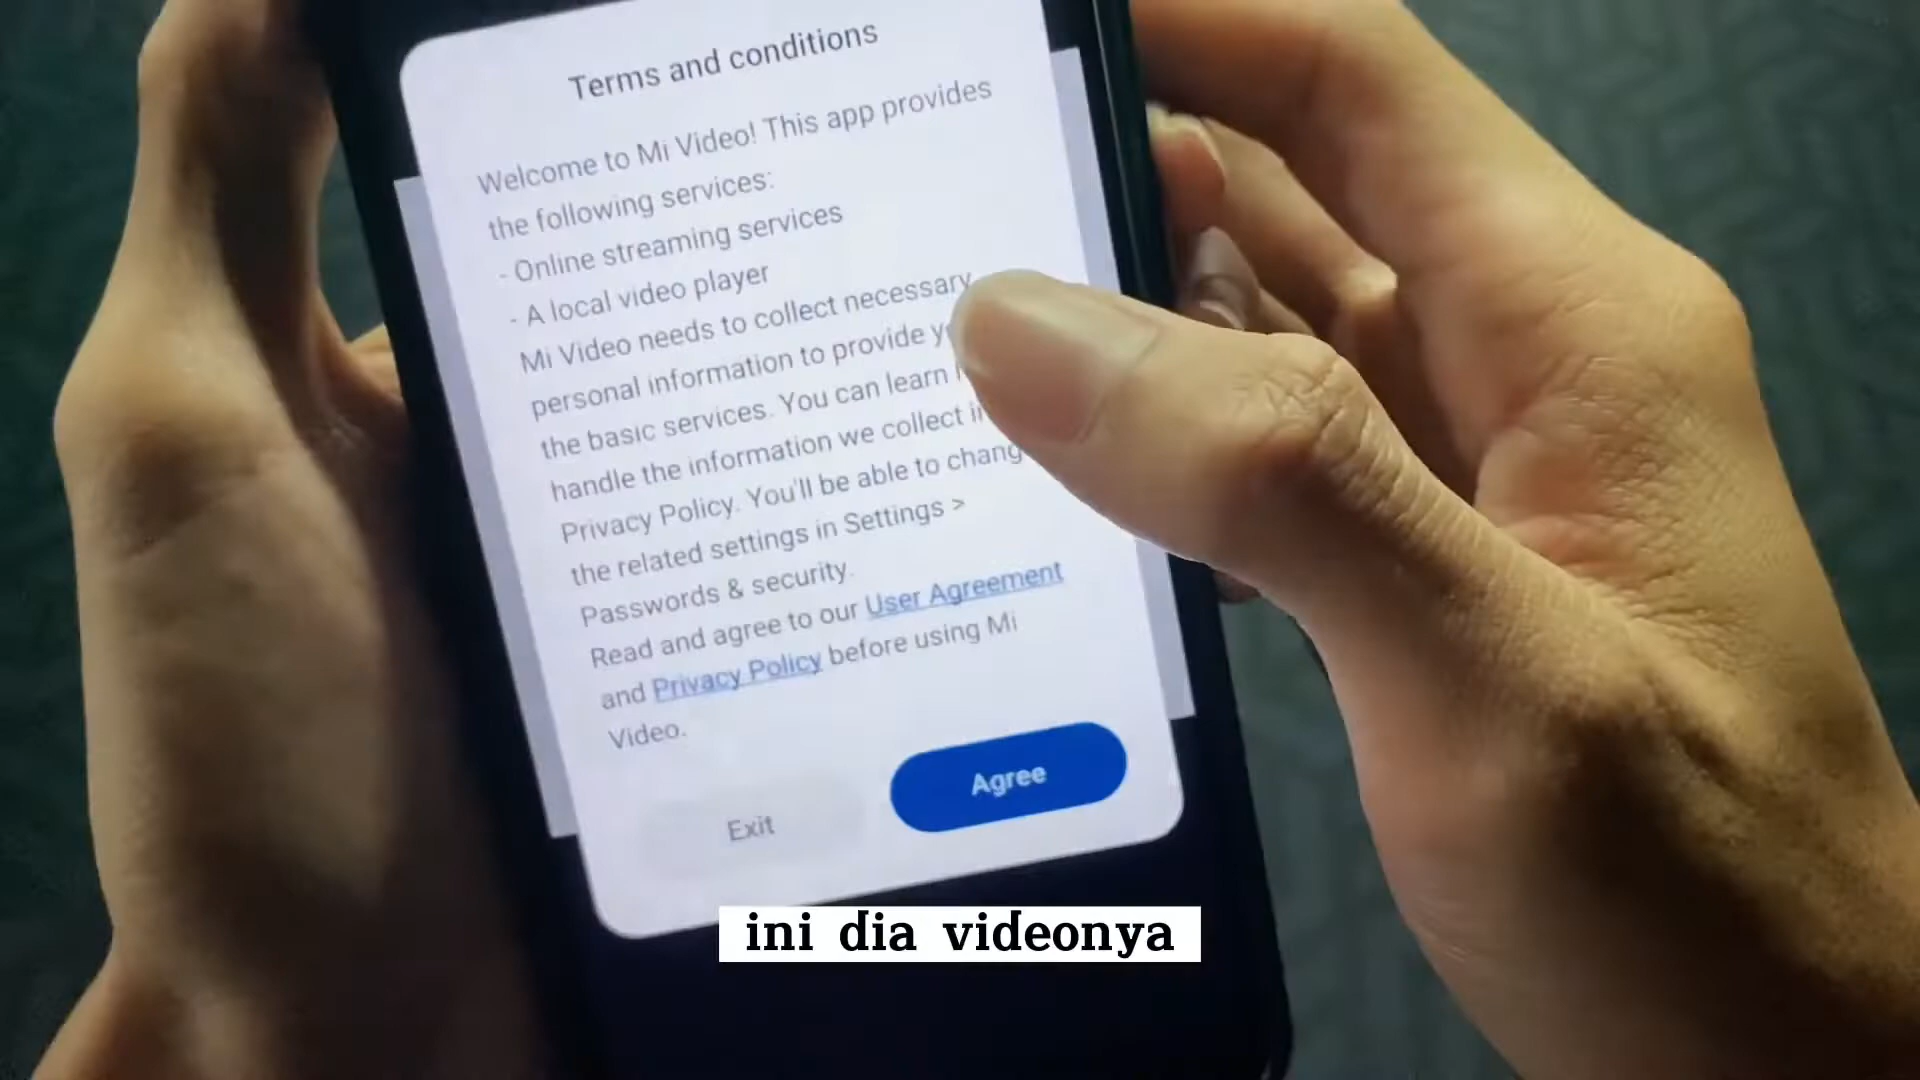 Terms and conditions
Welcome to Mi Video! This app provides
the following services:
- Online streaming services
- A local video player
Mi Video needs to collect necessary
personal information to provide
the basic services. You can learn
handle the information we collect
Privacy Policy. You'll be able to
the related settings in Settings >
Passwords & security.
Read and agree to our User Agreement
and Privacy Policy before using Mi
Video.
Exit
Agree
ini dia videonya